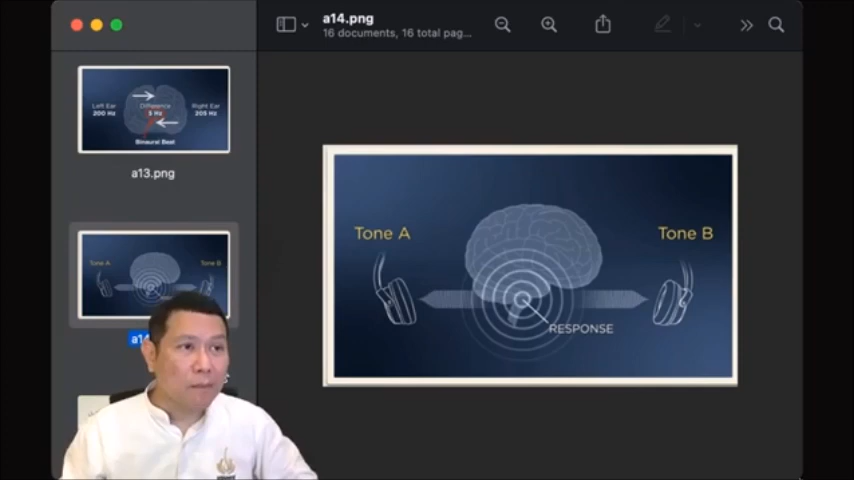 a14.png
16 documents, 16 total pag...
Left Ear
200 Hz
Difference
5 Hz
Right Ear
205 Hz
Binaural Beat
a13.png
Tone A
Tone B
Tone A
Tone B
RESPONSE